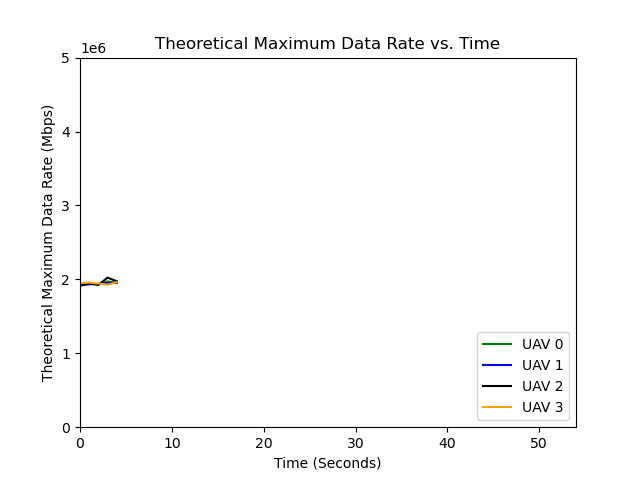 Theoretical Maximum Data Rate vs. Time
1e6
5
4
3
2
1
0
Theoretical Maximum Data Rate (Mbps)
0 10 20 30 40 50
Time (Seconds)
UAV 0
UAV 1
UAV 2
UAV 3